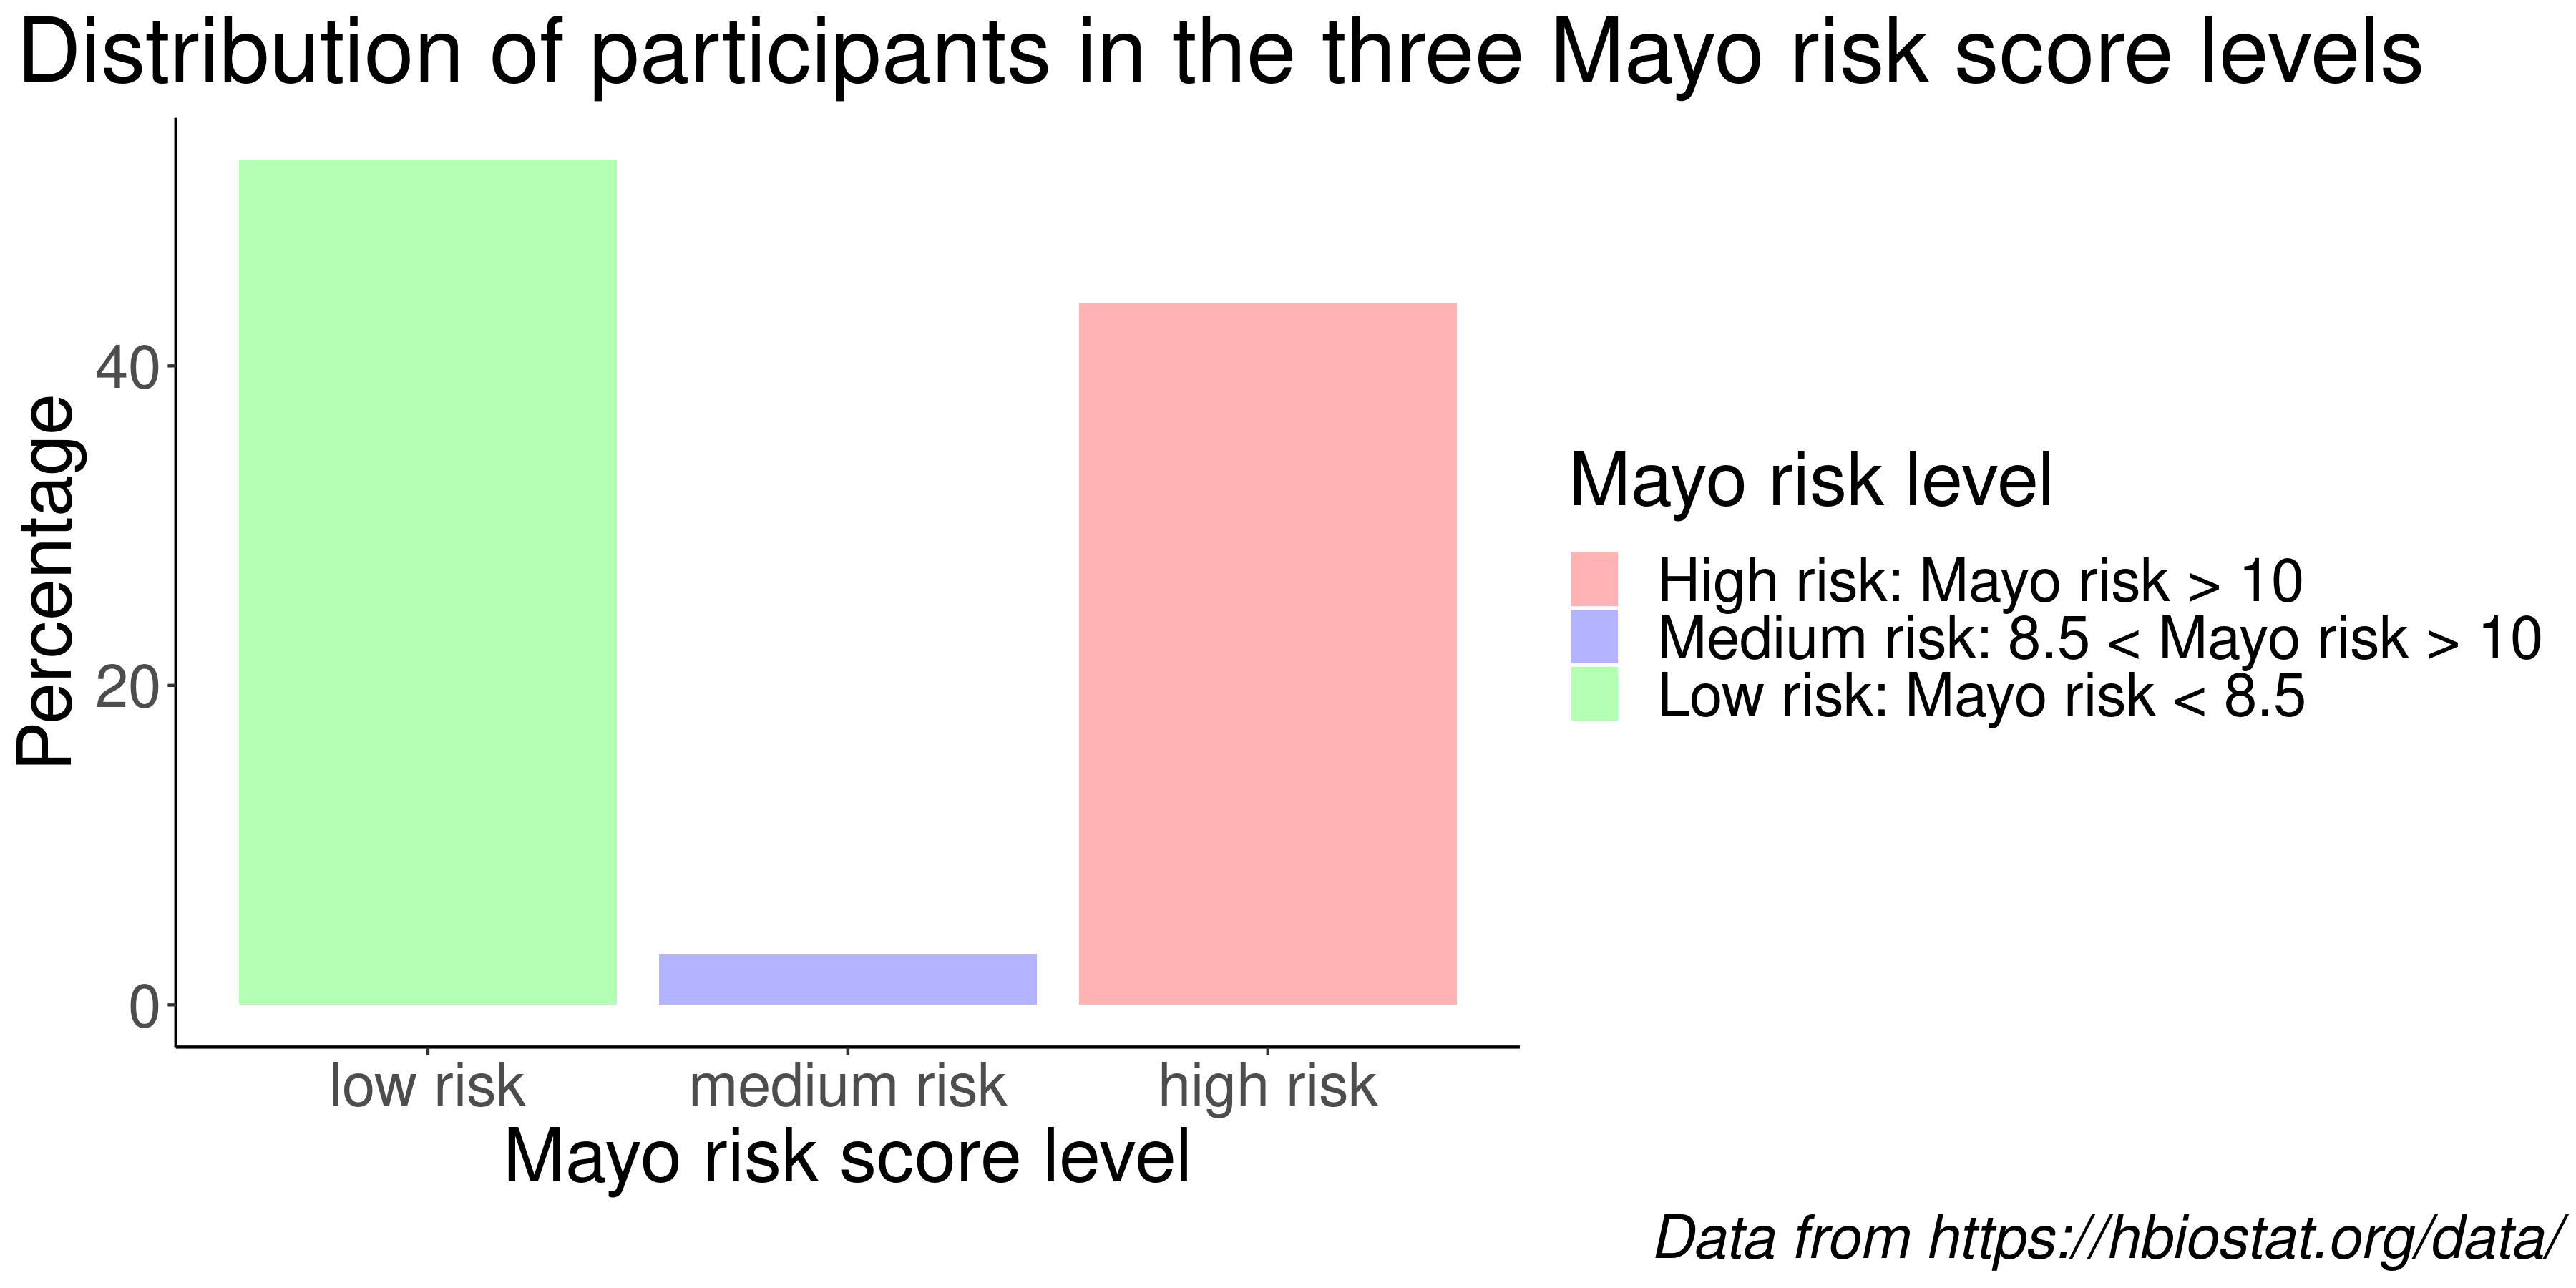 Distribution of participants in the three Mayo risk score levels
Percentage
40
20
0
low risk medium risk high risk
Mayo risk score level
Mayo risk level
High risk: Mayo risk > 10
Medium risk: 8.5 < Mayo risk > 10
Low risk: Mayo risk < 8.5
Data from https://hbiostat.org/data/